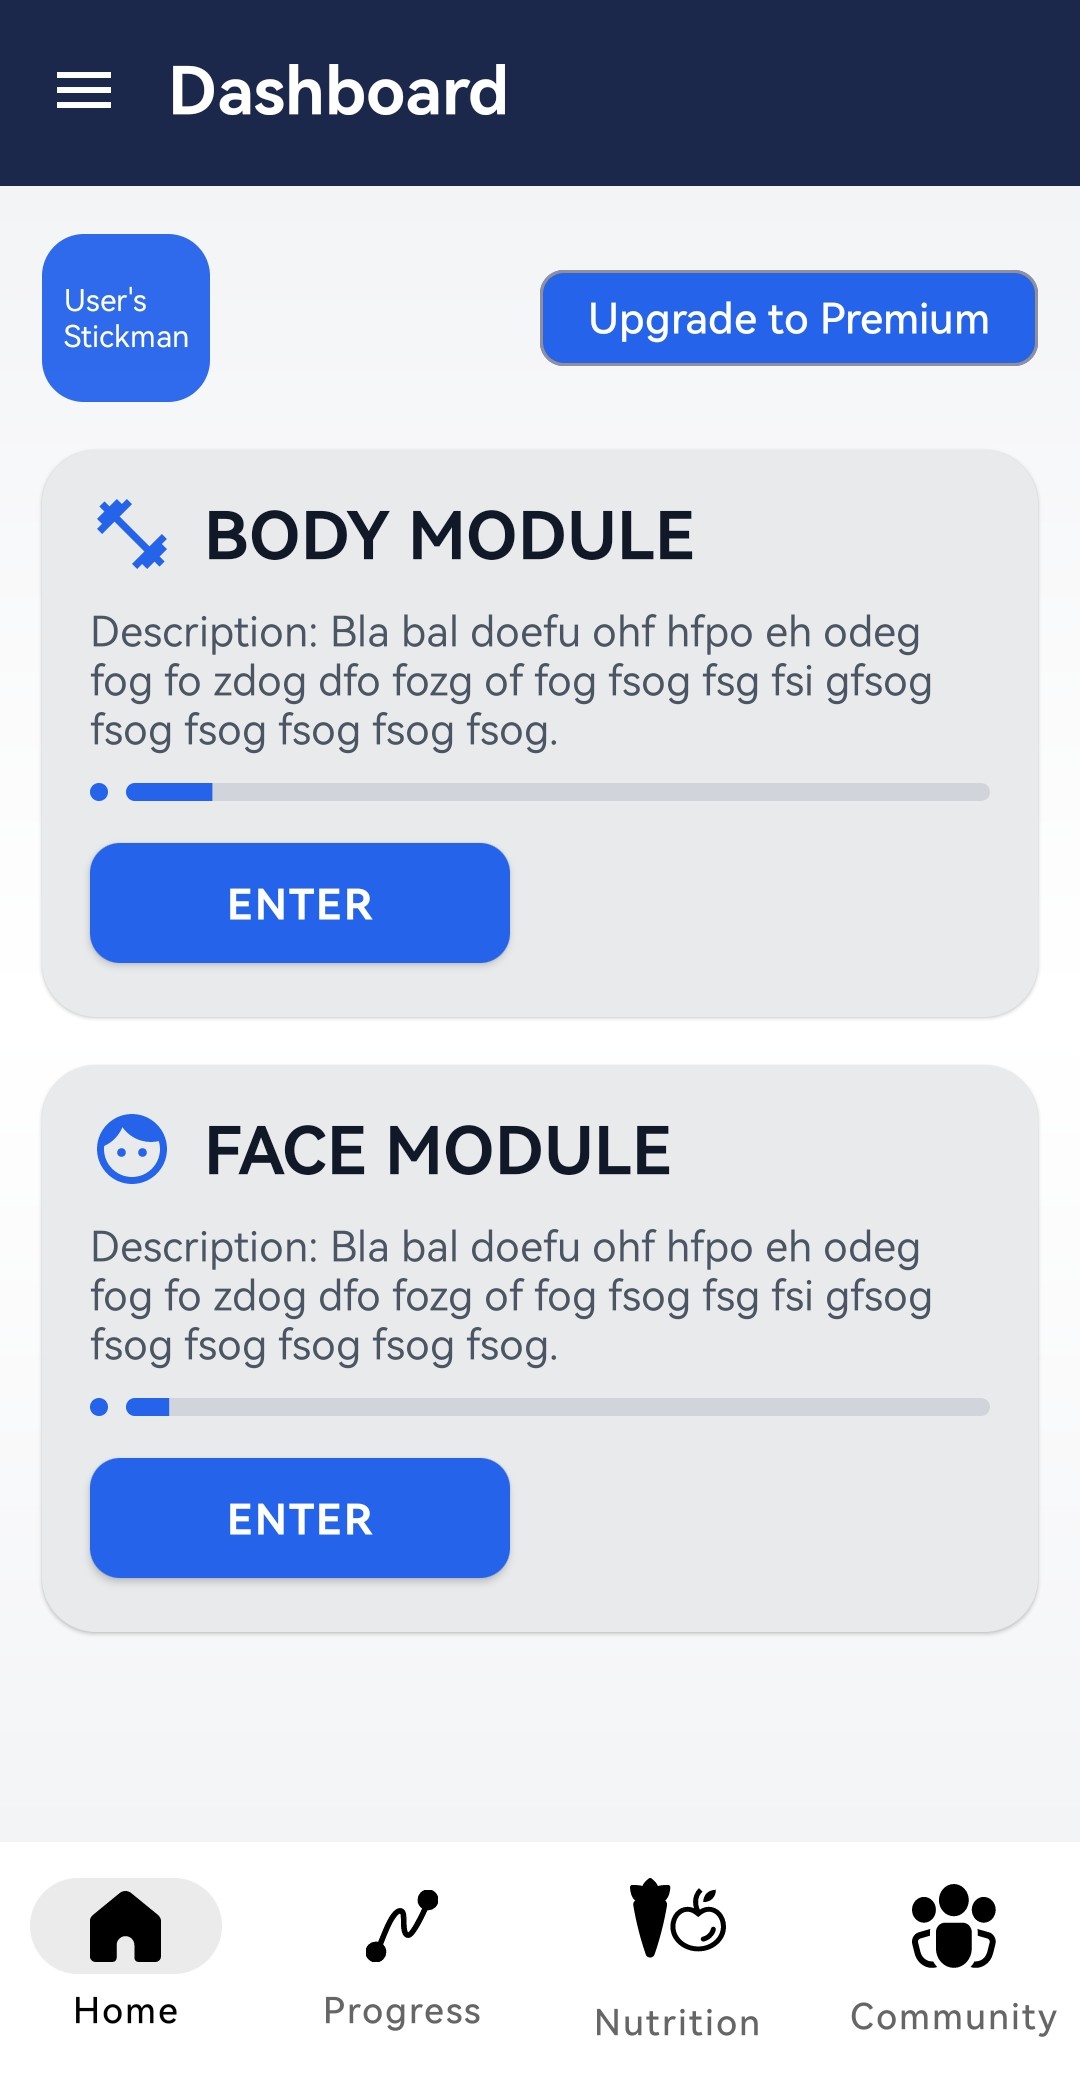 Dashboard
User's
Stickman
Upgrade to Premium
BODY MODULE
Description: Bla bal doefu ohf hfpo eh odeg
fog fo zdog dfo fozg of fog fsog fsg fsi gfsog
fsog fsog fsog fsog fsog.
ENTER
FACE MODULE
Description: Bla bal doefu ohf hfpo eh odeg
fog fo zdog dfo fozg of fog fsog fsg fsi gfsog
fsog fsog fsog fsog fsog.
ENTER
Home
Progress
Nutrition
Community